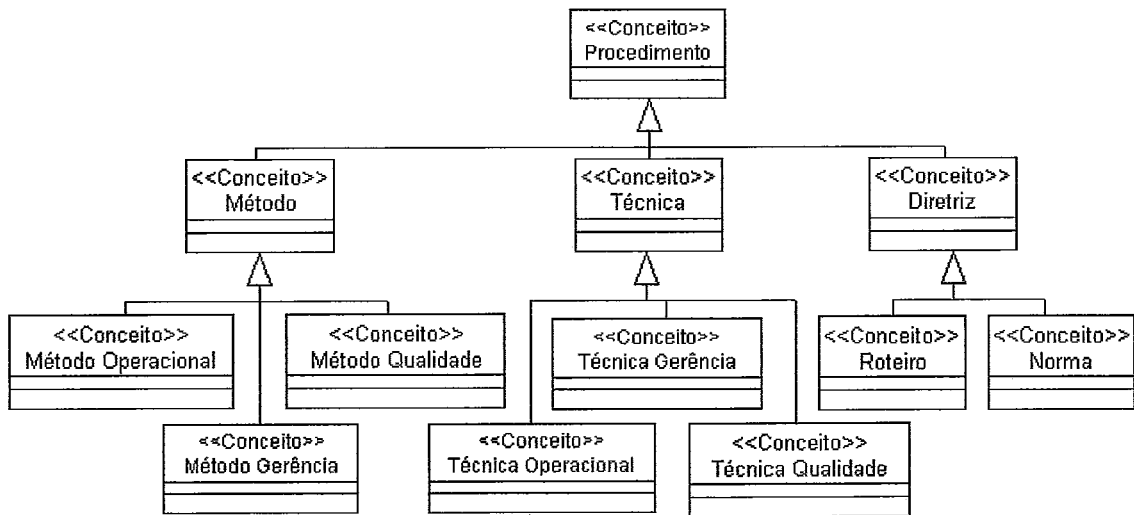 <<Conceito>>
Procedimento
<<Conceito>>
Método
<<Conceito>>
Técnica
<<Conceito>>
Diretriz
<<Conceito>>
Método Operacional
<<Conceito>>
Método Qualidade
<<Conceito>>
Técnica Gerência
<<Conceito>>
Roteiro
<<Conceito>>
Norma
<<Conceito>>
Método Gerência
<<Conceito>>
Técnica Operacional
<<Conceito>>
Técnica Qualidade